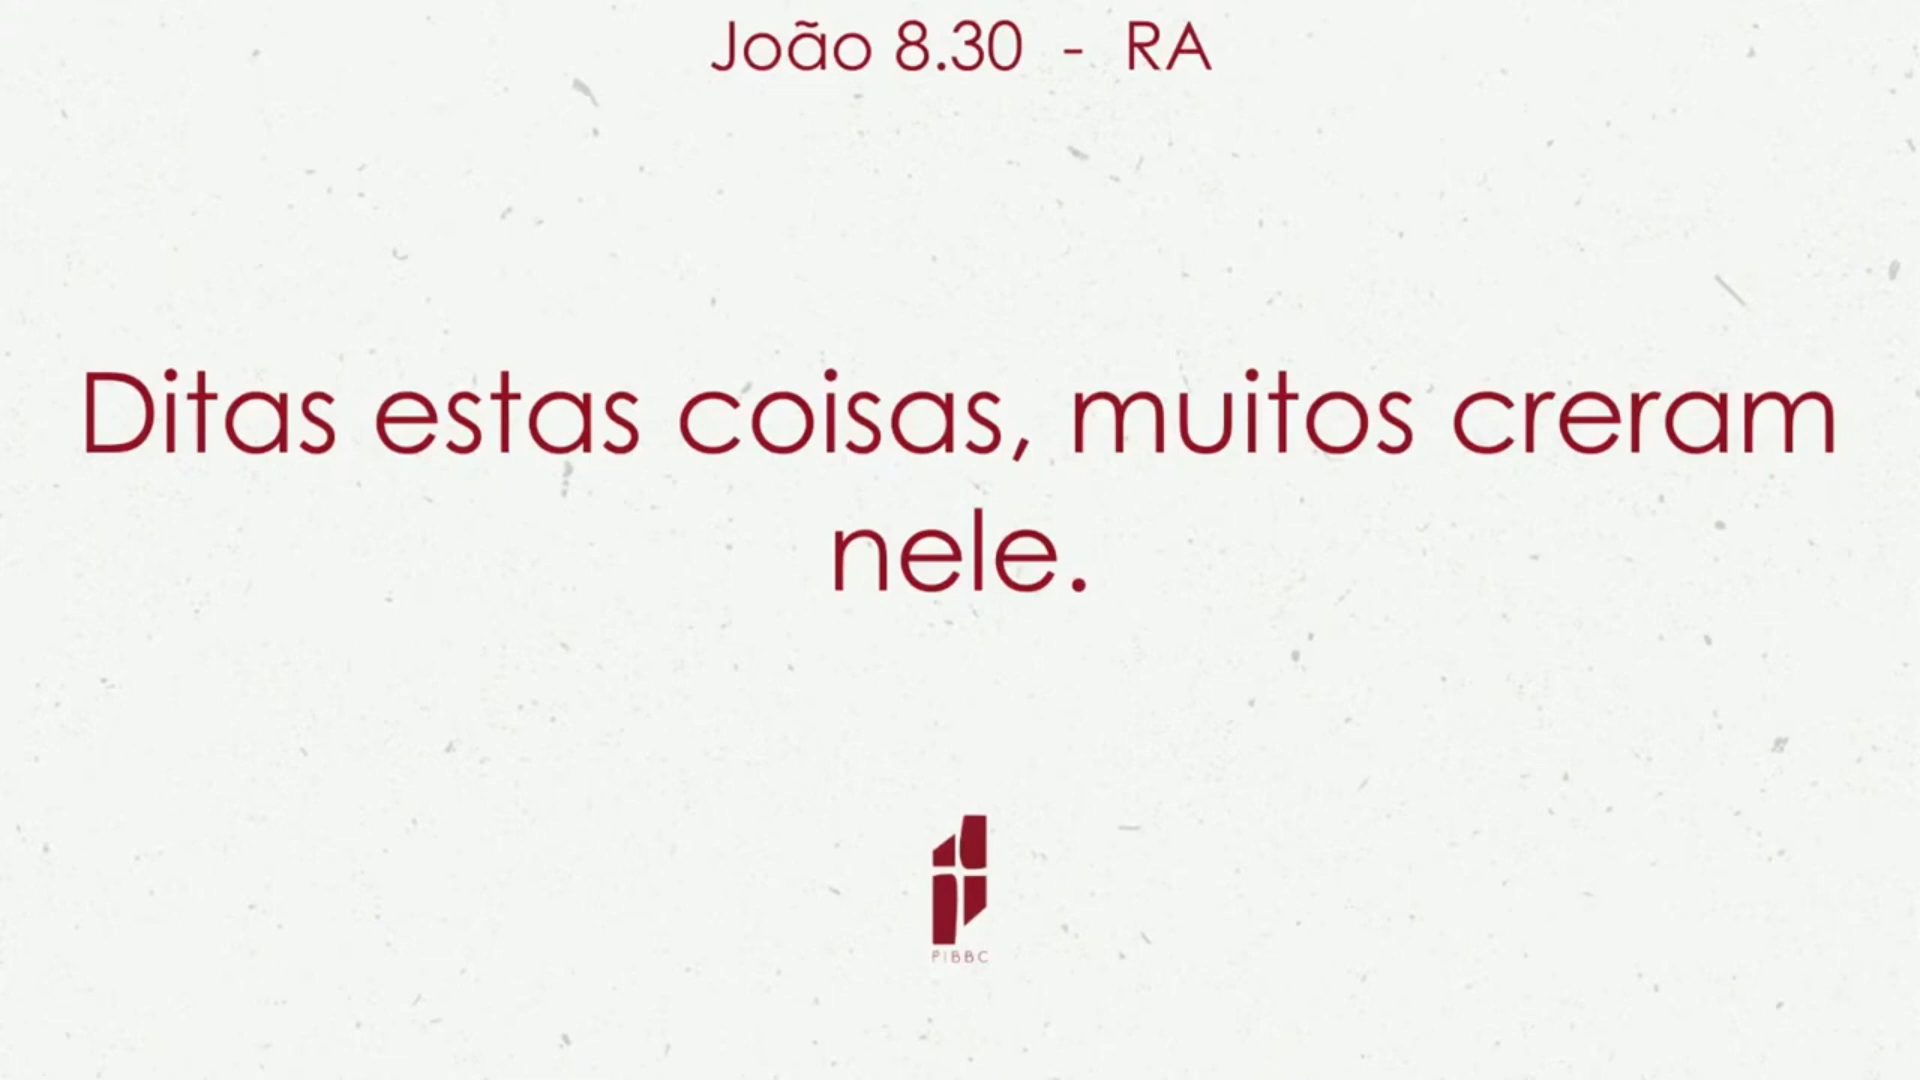 João 8.30 - RA
Ditas estas coisas, muitos creram
nele.
PIBBC